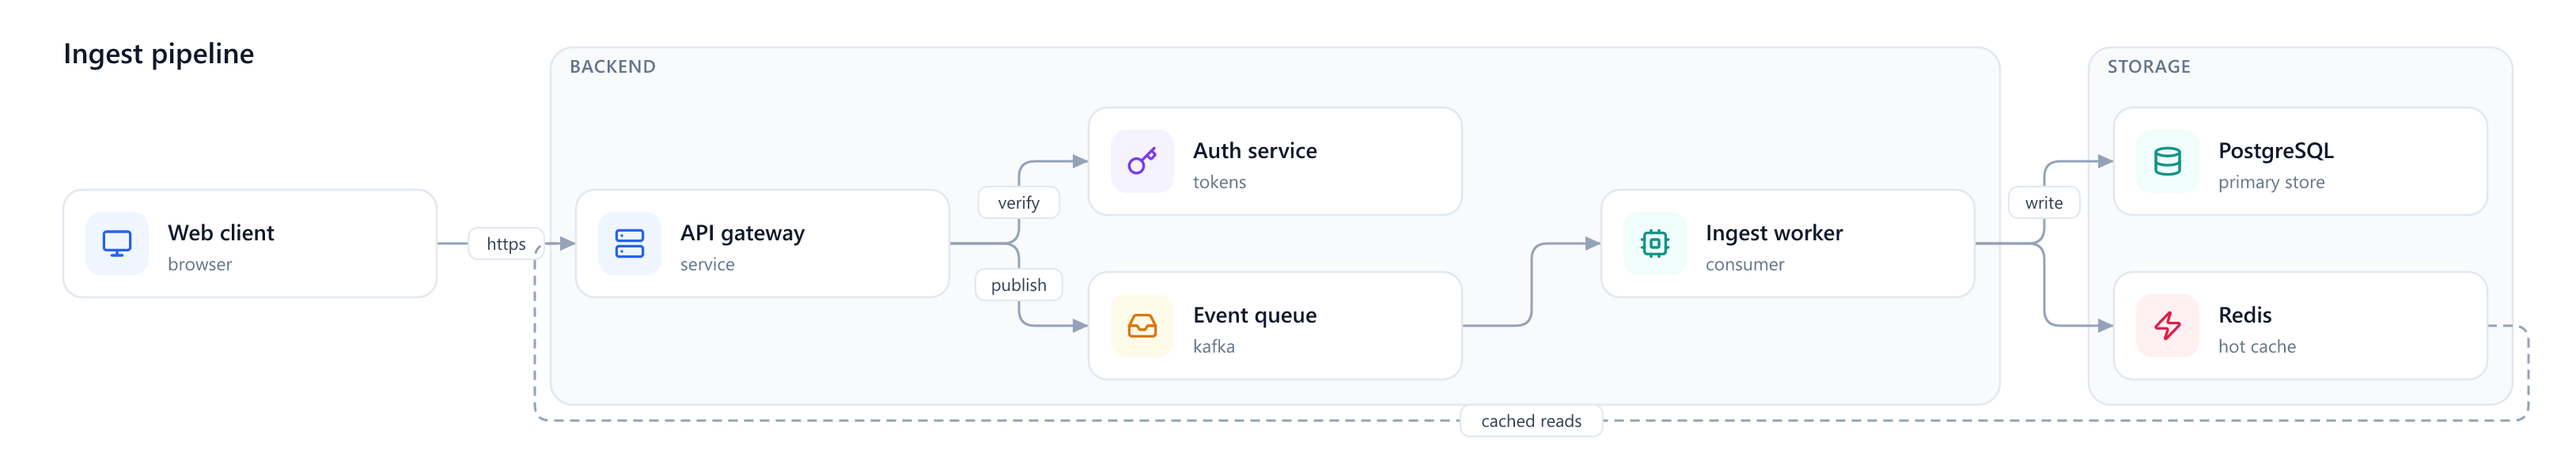 Ingest pipeline
BACKEND
STORAGE
Web client
browser
https
API gateway
service
verify
publish
Auth service
tokens
Event queue
kafka
Ingest worker
consumer
write
PostgreSQL
primary store
Redis
hot cache
cached reads